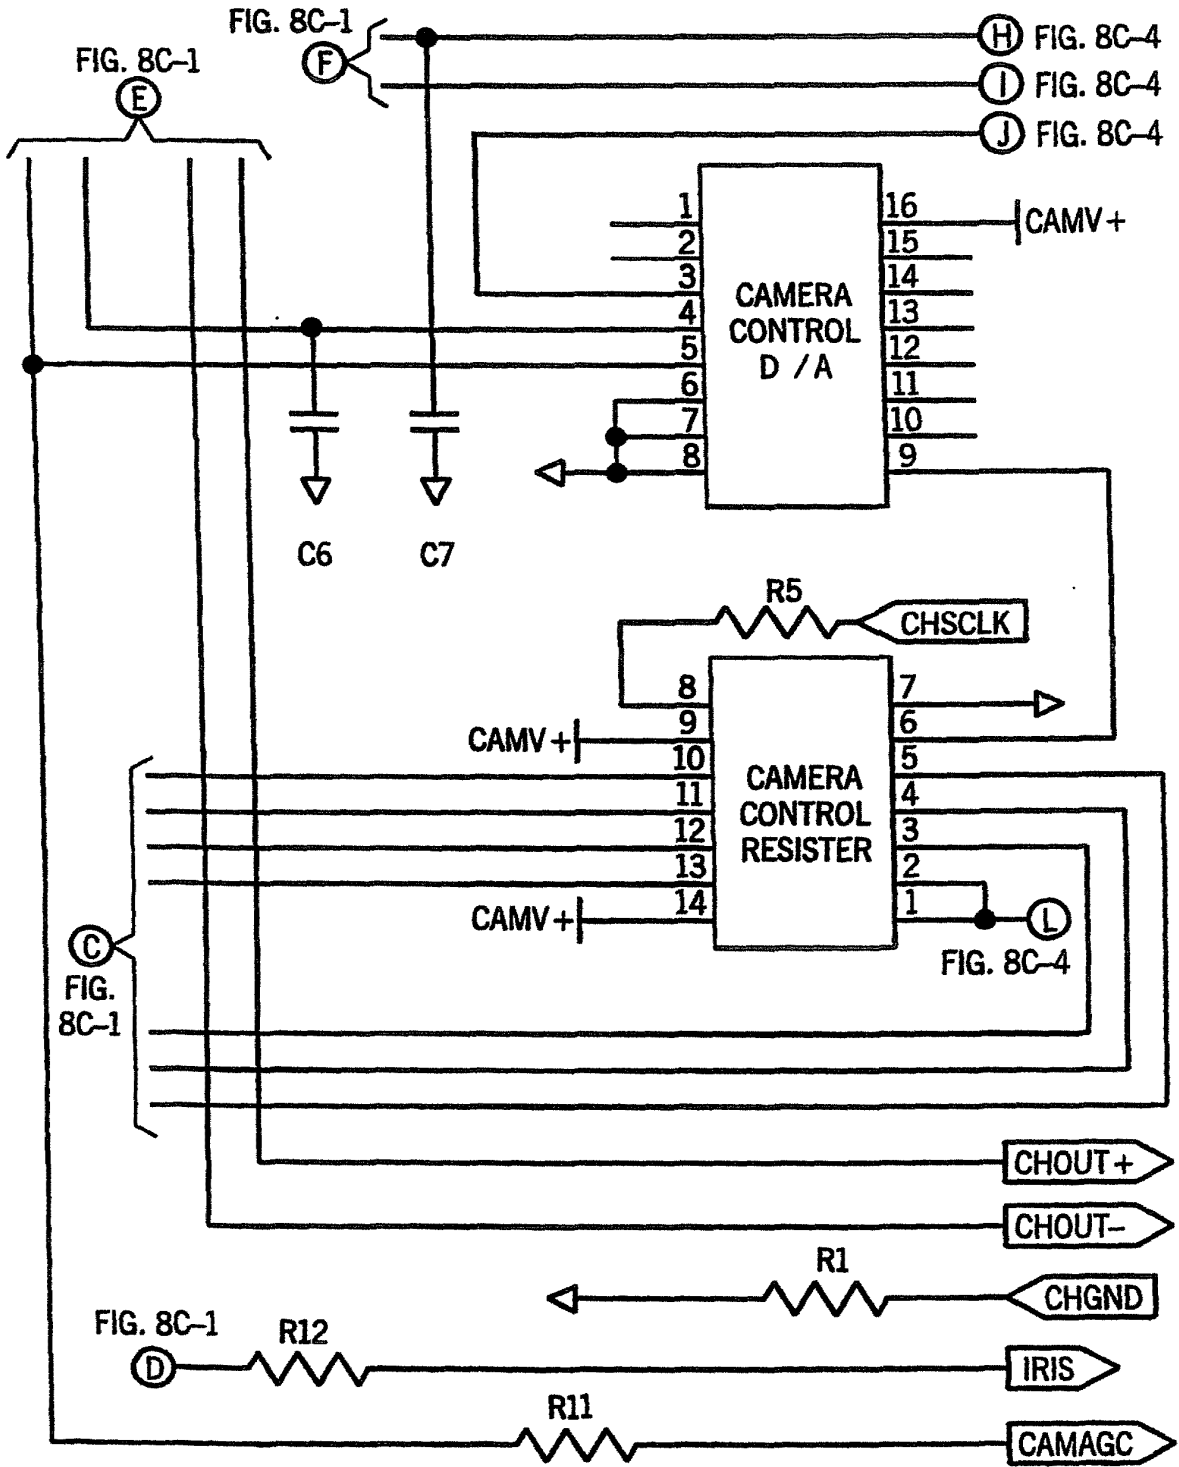 FIG. 8C-1
F
H FIG. 8C-4
I FIG. 8C-4
J FIG. 8C-4
FIG. 8C-1
E
1
2
3
4
5
6
7
8
CAMERA
CONTROL
D / A
16
15
14
13
12
11
10
9
CAMV+
C6
C7
R5
CHSCLK
8
9
10
11
12
13
14
CAMV+
CAMV+
CAMERA
CONTROL
RESISTER
7
6
5
4
3
2
1
L
FIG. 8C-4
C
FIG.
8C-1
CHOUT+
CHOUT-
R1
CHGND
FIG. 8C-1
D
R12
IRIS
R11
CAMAGC